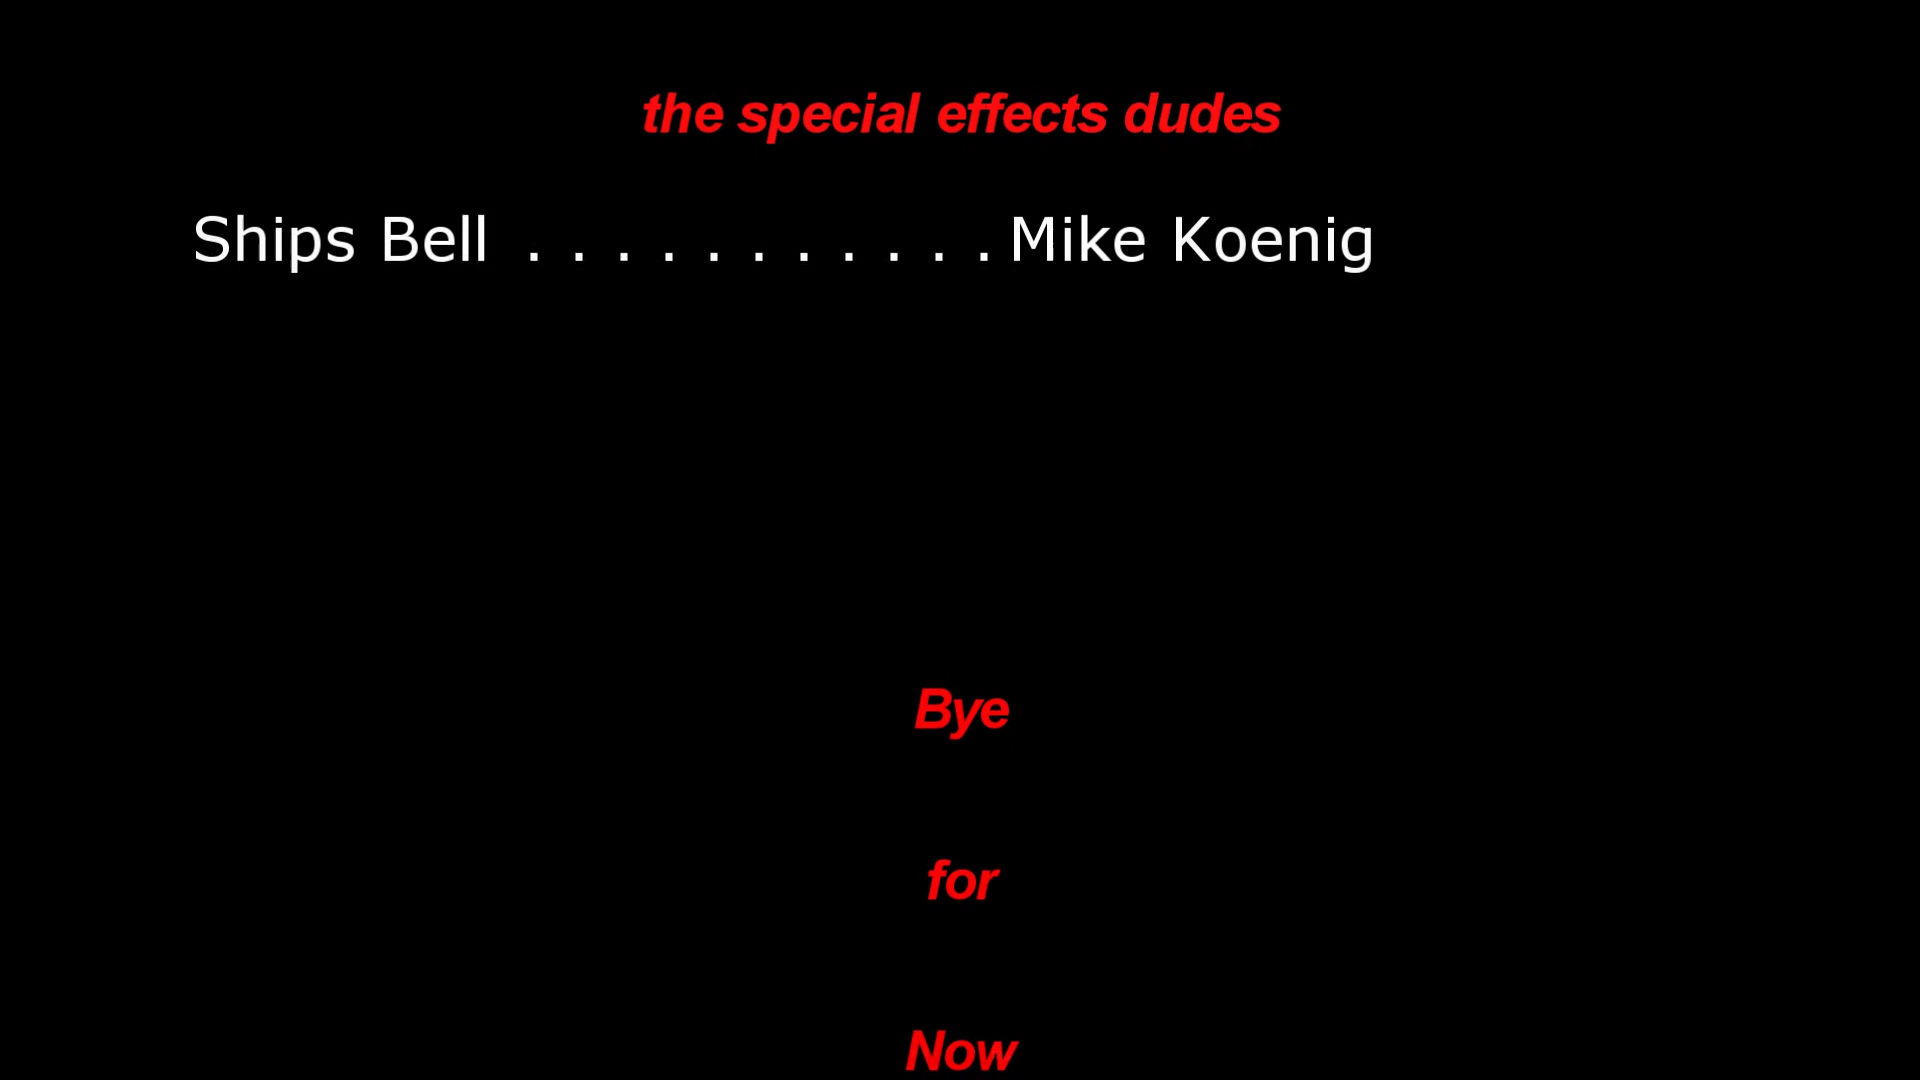 the special effects dudes
Ships Bell . . . . . . . . . . . Mike Koenig
Bye
for
Now